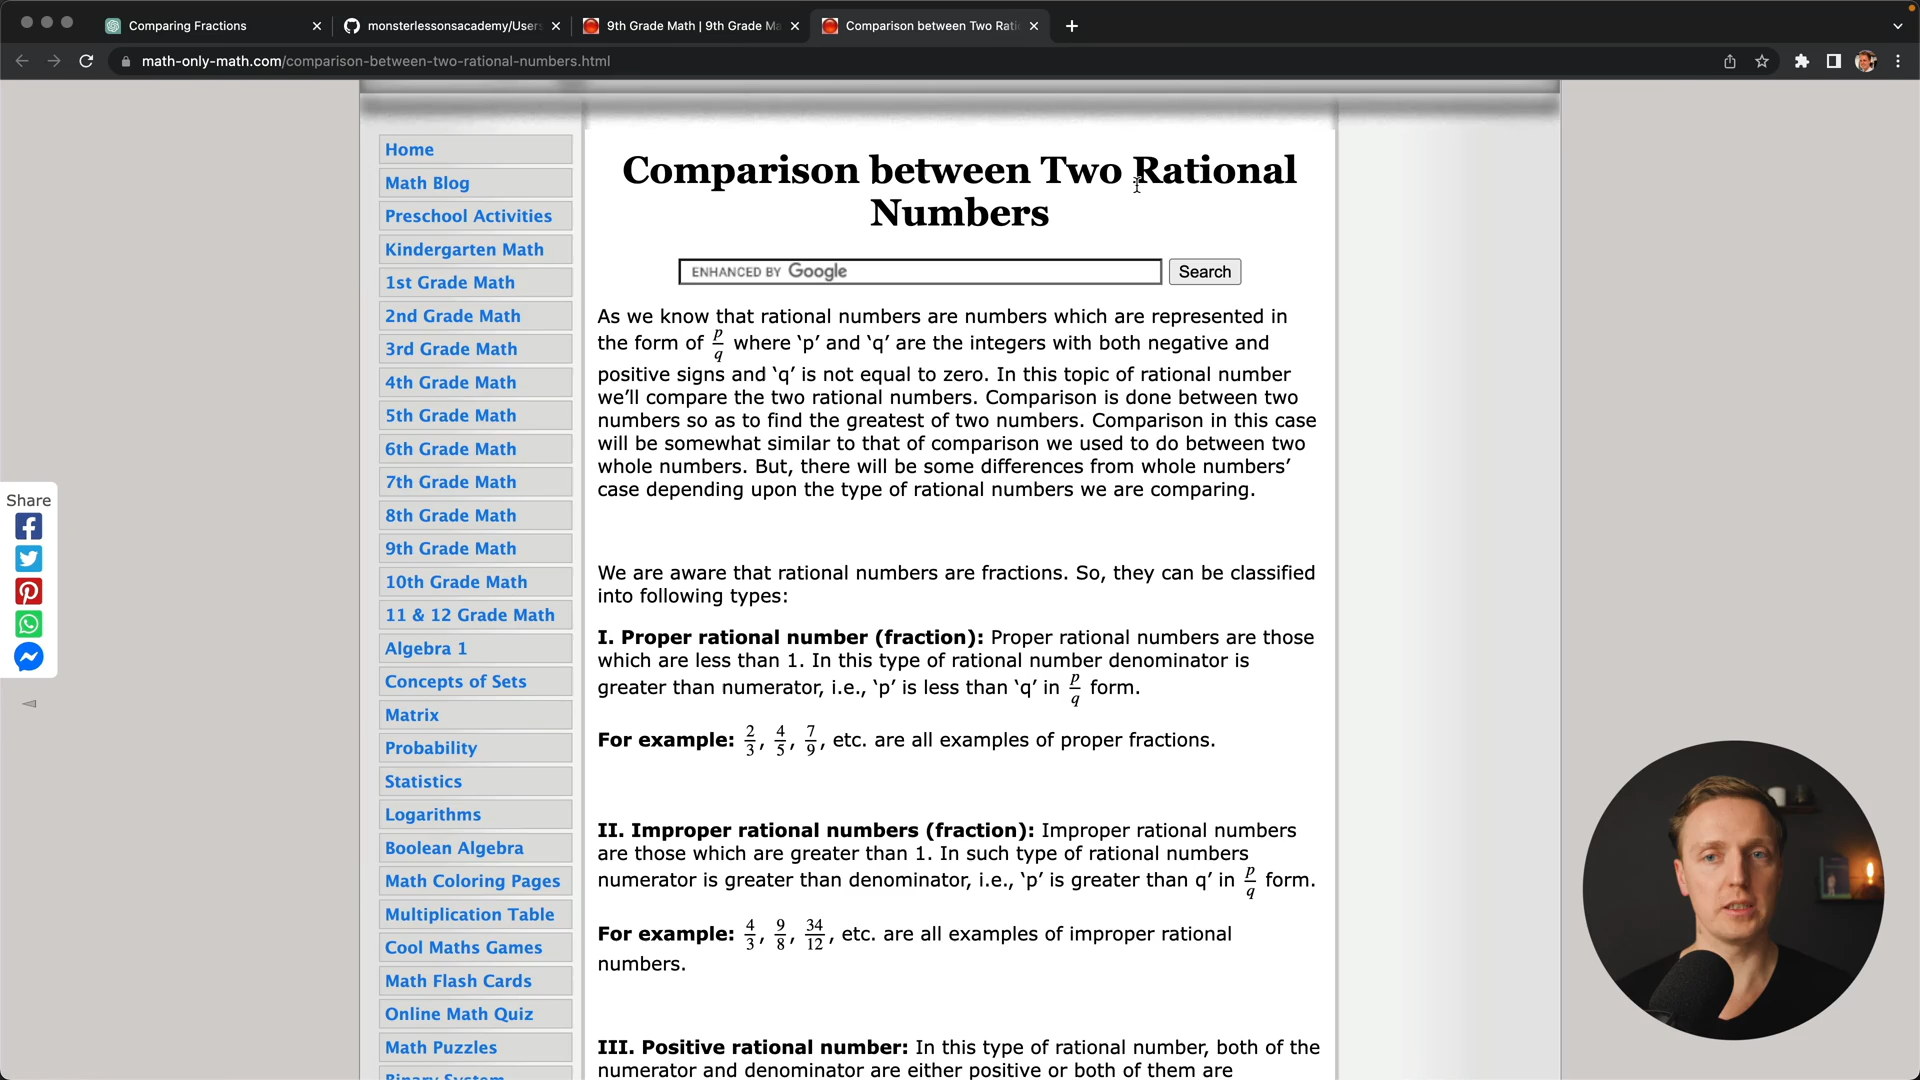 Comparing Fractions
monsterlessonsacademy/User
9th Grade Math | 9th Grade Ma
Comparison between Two Ratio
math-only-math.com/comparison-between-two-rational-numbers.html
Home
Math Blog
Preschool Activities
Kindergarten Math
1st Grade Math
2nd Grade Math
3rd Grade Math
4th Grade Math
5th Grade Math
6th Grade Math
7th Grade Math
8th Grade Math
9th Grade Math
10th Grade Math
11 & 12 Grade Math
Algebra 1
Concepts of Sets
Matrix
Probability
Statistics
Logarithms
Boolean Algebra
Math Coloring Pages
Multiplication Table
Cool Maths Games
Math Flash Cards
Online Math Quiz
Math Puzzles
Binary System
Share
Comparison between Two Rational
Numbers
ENHANCED BY Google
Search
As we know that rational numbers are numbers which are represented in
the form of p/q where ‘p’ and ‘q’ are the integers with both negative and
positive signs and ‘q’ is not equal to zero. In this topic of rational number
we’ll compare the two rational numbers. Comparison is done between two
numbers so as to find the greatest of two numbers. Comparison in this case
will be somewhat similar to that of comparison we used to do between two
whole numbers. But, there will be some differences from whole numbers’
case depending upon the type of rational numbers we are comparing.
We are aware that rational numbers are fractions. So, they can be classified
into following types:
I. Proper rational number (fraction): Proper rational numbers are those
which are less than 1. In this type of rational number denominator is
greater than numerator, i.e., ‘p’ is less than ‘q’ in p/q form.
For example: 2/3, 4/5, 7/9, etc. are all examples of proper fractions.
II. Improper rational numbers (fraction): Improper rational numbers
are those which are greater than 1. In such type of rational numbers
numerator is greater than denominator, i.e., ‘p’ is greater than q’ in p/q form.
For example: 4/3, 9/8, 34/12, etc. are all examples of improper rational
numbers.
III. Positive rational number: In this type of rational number, both of the
numerator and denominator are either positive or both of them are